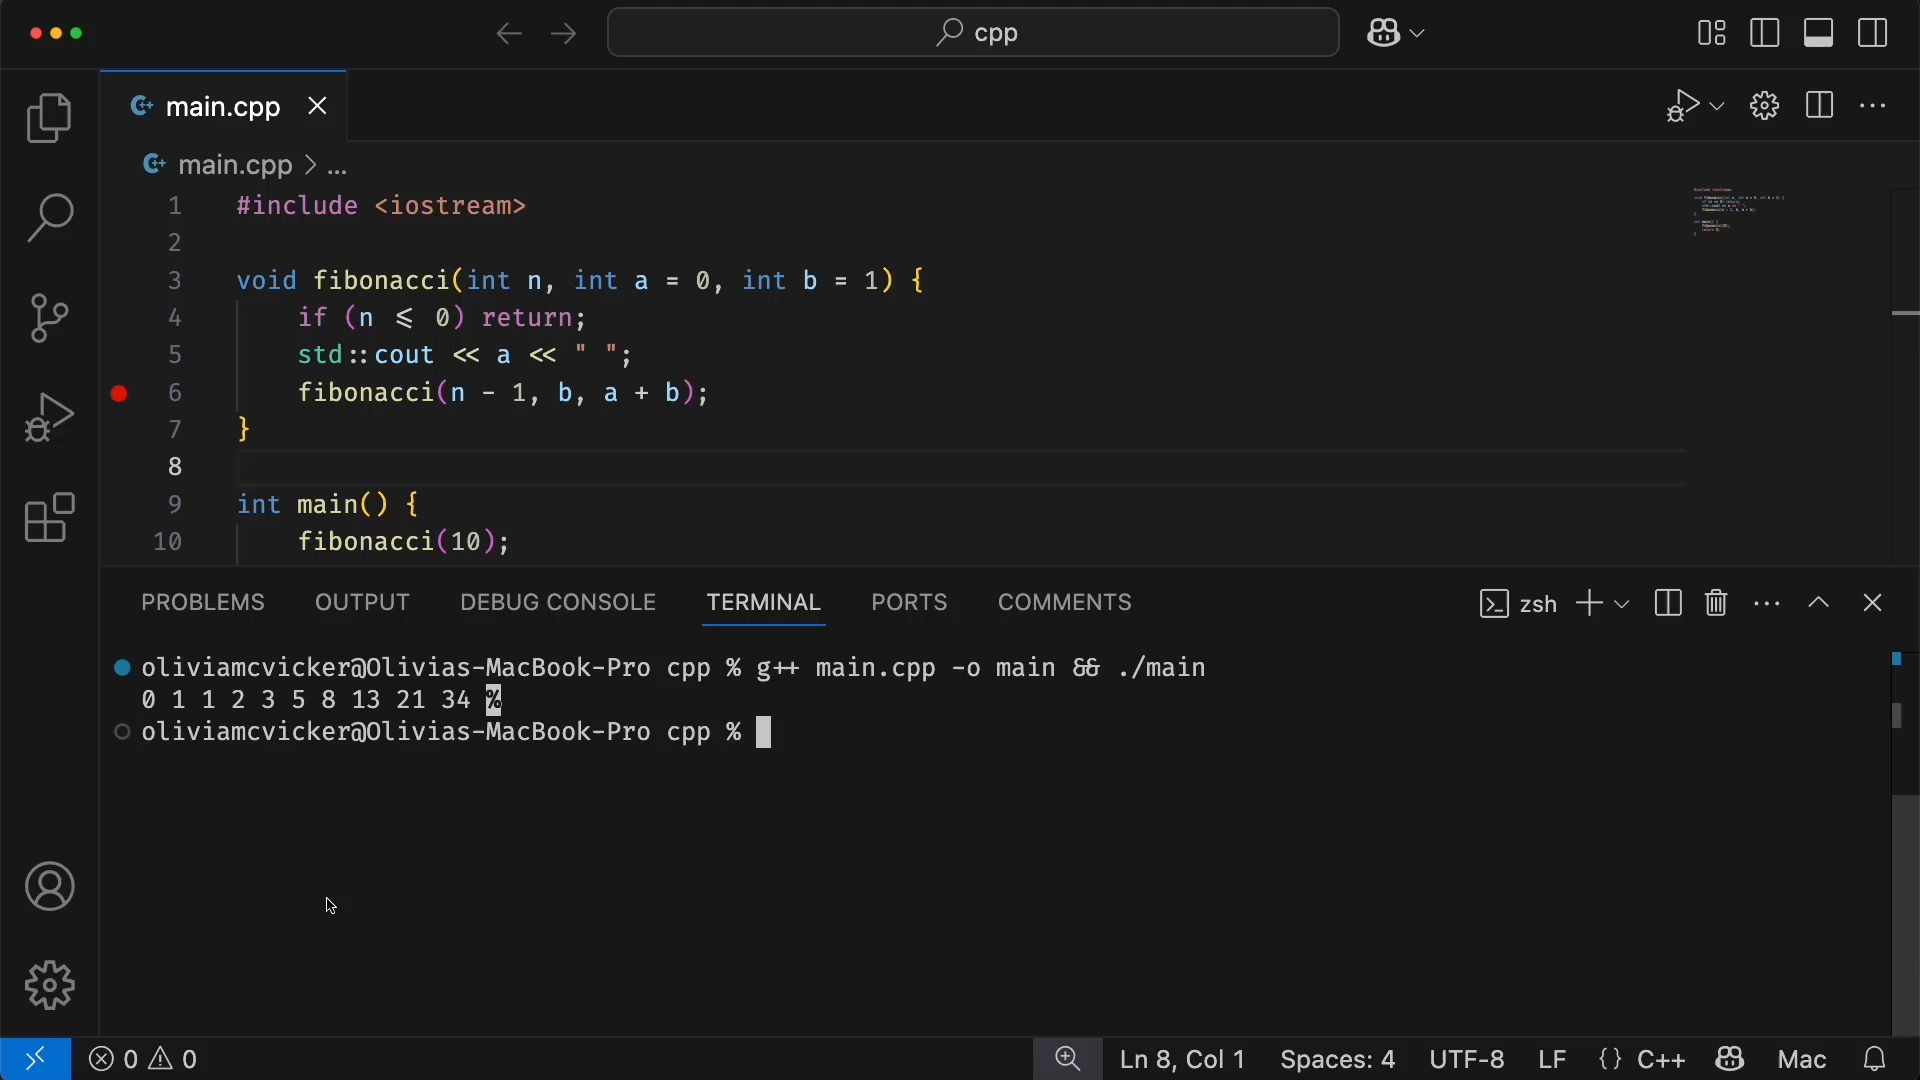 cpp
main.cpp
main.cpp > ...
1 #include <iostream>
2
3 void fibonacci(int n, int a = 0, int b = 1) {
4 if (n <= 0) return;
5 std::cout << a << " ";
6 fibonacci(n - 1, b, a + b);
7 }
8
9 int main() {
10 fibonacci(10);
PROBLEMS OUTPUT DEBUG CONSOLE TERMINAL PORTS COMMENTS zsh
oliviamcvicker@Olivias-MacBook-Pro cpp % g++ main.cpp -o main && ./main
0 1 1 2 3 5 8 13 21 34 %
oliviamcvicker@Olivias-MacBook-Pro cpp %
0 0 Ln 8, Col 1 Spaces: 4 UTF-8 LF {} C++ Mac